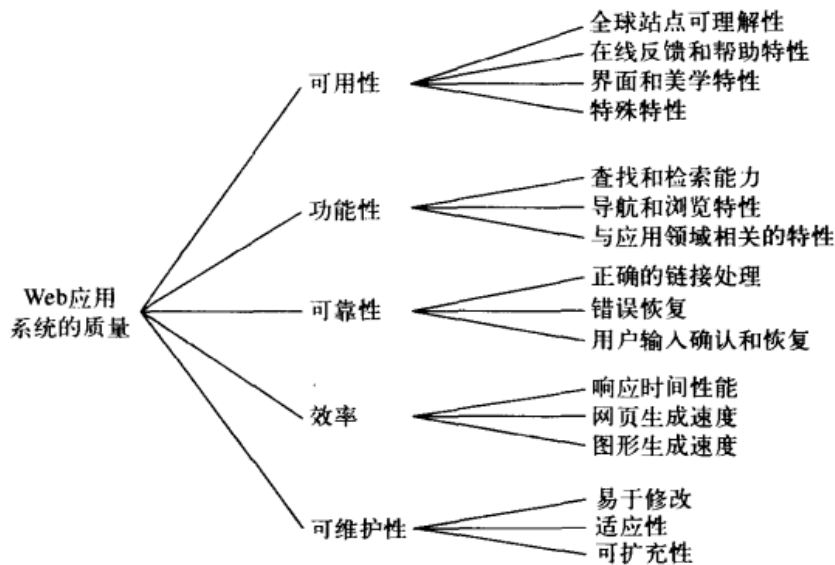 全球站点可理解性
在线反馈和帮助特性
可用性
界面和美学特性
特殊特性
查找和检索能力
功能性
导航和浏览特性
与应用领域相关的特性
Web应用
系统的质量
正确的链接处理
可靠性
错误恢复
用户输入确认和恢复
响应时间性能
效率
网页生成速度
图形生成速度
易于修改
可维护性
适应性
可扩充性